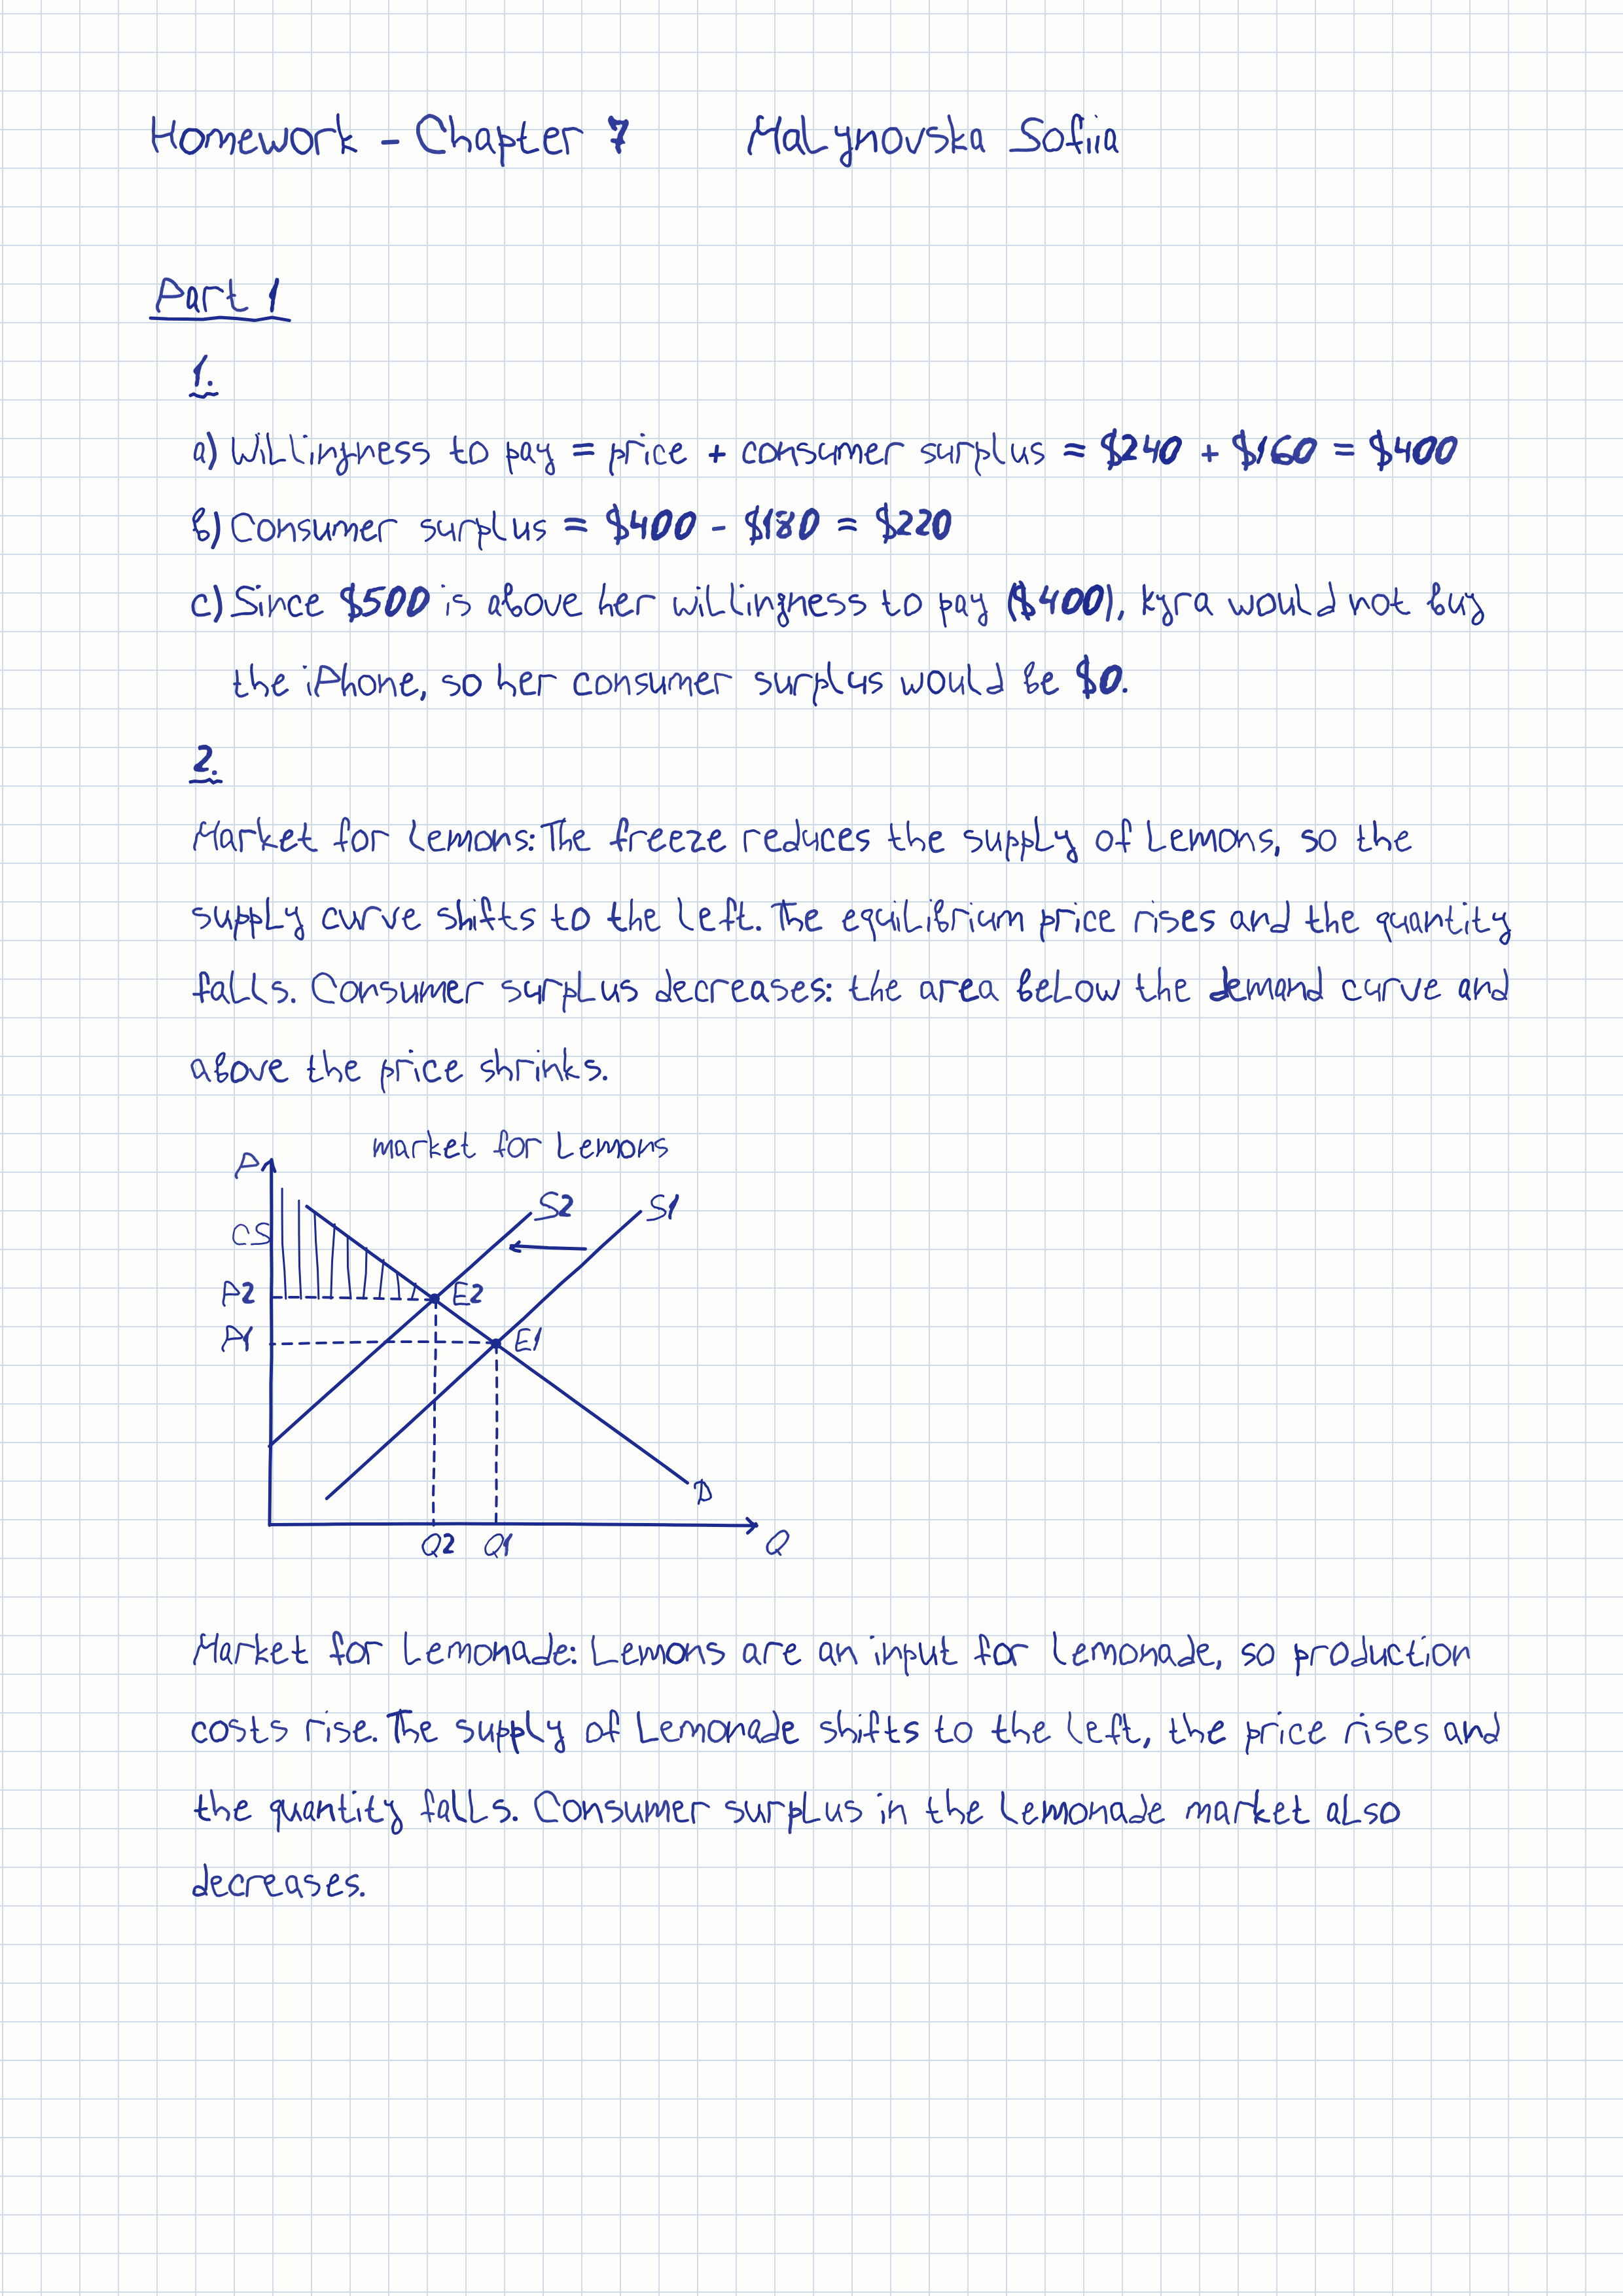 Homework - Chapter 7 Malynovska Sofiia
Part 1
1.
a) Willingness to pay = price + consumer surplus = $240 + $160 = $400
b) Consumer surplus = $400 - $180 = $220
c) Since $500 is above her willingness to pay ($400), Kyra would not buy
the iPhone, so her consumer surplus would be $0.
2.
Market for lemons: The freeze reduces the supply of lemons, so the
supply curve shifts to the left. The equilibrium price rises and the quantity
falls. Consumer surplus decreases: the area below the demand curve and
above the price shrinks.
market for lemons
P
S2 S1
CS
P2 E2
P1 E1
D
Q2 Q1 Q
Market for lemonade: Lemons are an input for lemonade, so production
costs rise. The supply of lemonade shifts to the left, the price rises and
the quantity falls. Consumer surplus in the lemonade market also
decreases.